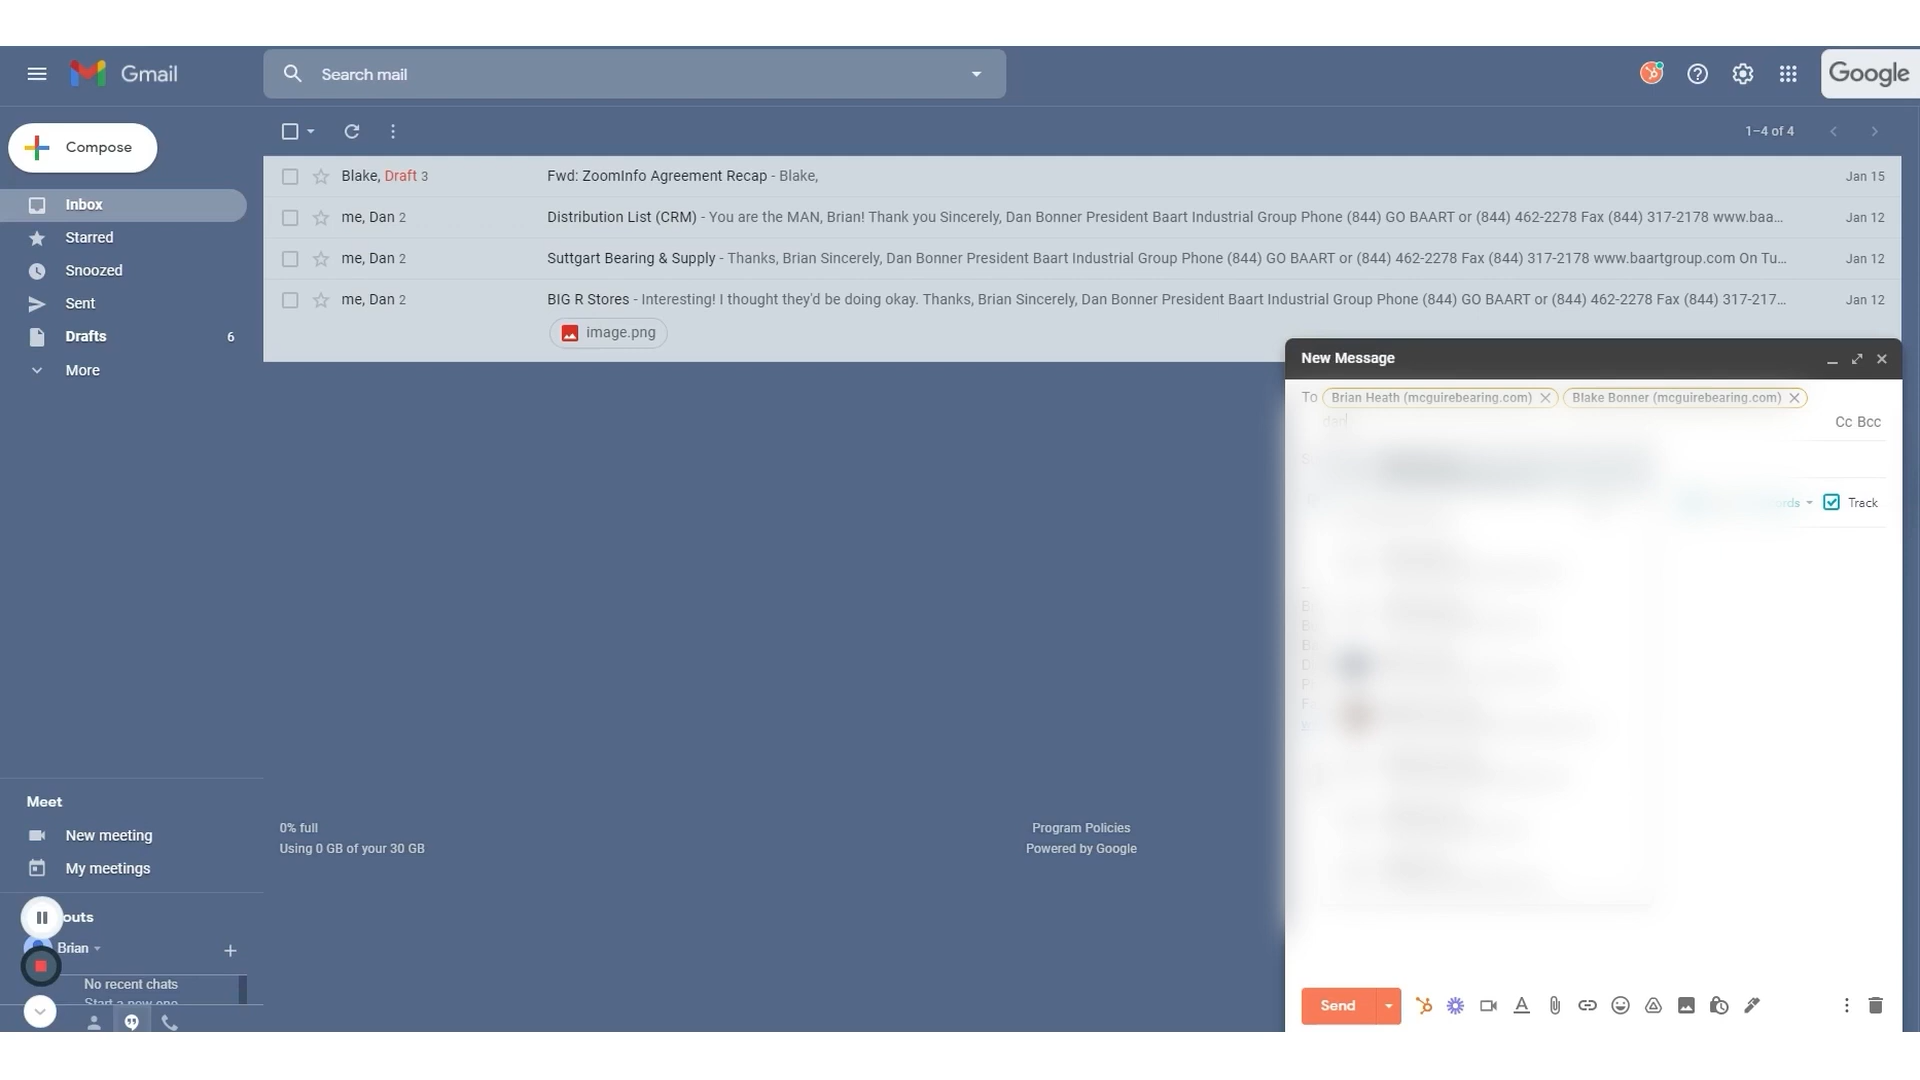 Gmail
Search mail
Google
Compose
1–4 of 4
Inbox
Starred
Snoozed
Sent
Drafts 6
More
Blake, Draft 3 Fwd: ZoomInfo Agreement Recap - Blake, Jan 15
me, Dan 2 Distribution List (CRM) - You are the MAN, Brian! Thank you Sincerely, Dan Bonner President Baart Industrial Group Phone (844) GO BAART or (844) 462-2278 Fax (844) 317-2178 www.baa... Jan 12
me, Dan 2 Suttgart Bearing & Supply - Thanks, Brian Sincerely, Dan Bonner President Baart Industrial Group Phone (844) GO BAART or (844) 462-2278 Fax (844) 317-2178 www.baartgroup.com On Tu... Jan 12
me, Dan 2 BIG R Stores - Interesting! I thought they'd be doing okay. Thanks, Brian Sincerely, Dan Bonner President Baart Industrial Group Phone (844) GO BAART or (844) 462-2278 Fax (844) 317-217... Jan 12
image.png
New Message
To Brian Heath (mcguirebearing.com) Blake Bonner (mcguirebearing.com)
dan Cc Bcc
Track
Send
Meet
New meeting
My meetings
outs
Brian
No recent chats
Start a new one
0% full
Using 0 GB of your 30 GB
Program Policies
Powered by Google